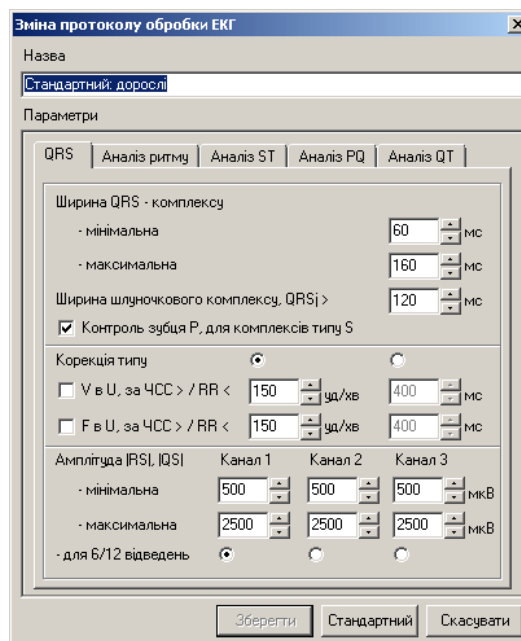 Зміна протоколу обробки ЕКГ
Назва
Стандартний: дорослі
Параметри
QRS Аналіз ритму Аналіз ST Аналіз PQ Аналіз QT
Ширина QRS - комплексу
- мінімальна 60 мс
- максимальна 160 мс
Ширина шлуночкового комплексу, QRSj > 120 мс
Контроль зубця P, для комплексів типу S
Корекція типу
V в U, за ЧСС > / RR < 150 уд/хв 400 мс
F в U, за ЧСС > / RR < 150 уд/хв 400 мс
Амплітуда |RS|, |QS| Канал 1 Канал 2 Канал 3
- мінімальна 500 500 500 мкВ
- максимальна 2500 2500 2500 мкВ
- для 6/12 відведень
Зберегти Стандартний Скасувати